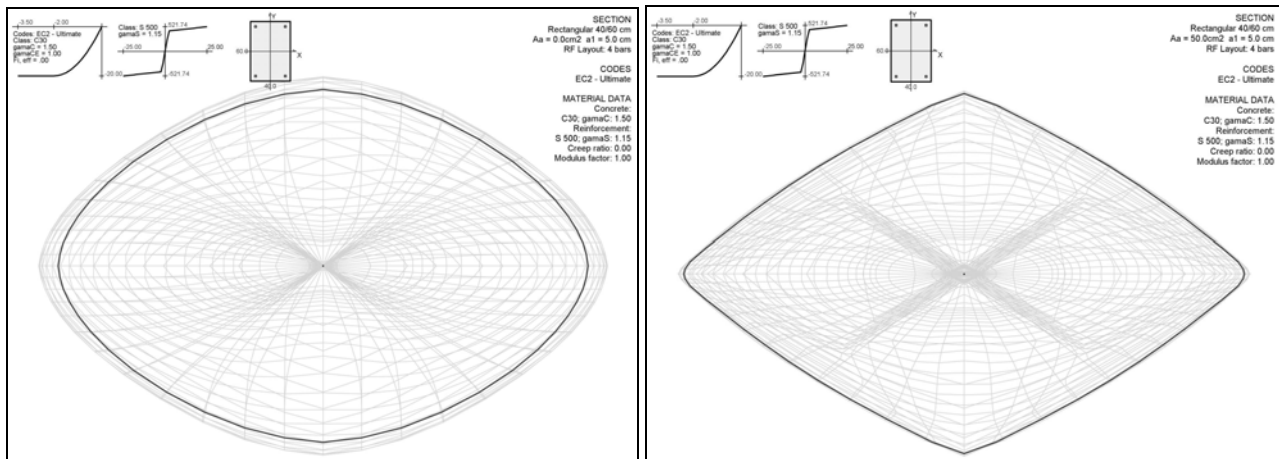 -3.50 -2.00
Codes: EC2 - Ultimate
Class: C30
gamaC = 1.50
gamaCE = 1.00
Fi, eff = .00
-20.00
Class: S 500
gamaS = 1.15
521.74
-25.00
25.00
-521.74
Y
60.0
X
40.0
SECTION
Rectangular 40/60 cm
Aa = 0.0cm2 a1 = 5.0 cm
RF Layout: 4 bars
CODES
EC2 - Ultimate
MATERIAL DATA
Concrete:
C30; gamaC: 1.50
Reinforcement:
S 500; gamaS: 1.15
Creep ratio: 0.00
Modulus factor: 1.00
-3.50 -2.00
Codes: EC2 - Ultimate
Class: C30
gamaC = 1.50
gamaCE = 1.00
Fi, eff = .00
-20.00
Class: S 500
gamaS = 1.15
521.74
-25.00
25.00
-521.74
Y
60.0
X
40.0
SECTION
Rectangular 40/60 cm
Aa = 50.0cm2 a1 = 5.0 cm
RF Layout: 4 bars
CODES
EC2 - Ultimate
MATERIAL DATA
Concrete:
C30; gamaC: 1.50
Reinforcement:
S 500; gamaS: 1.15
Creep ratio: 0.00
Modulus factor: 1.00